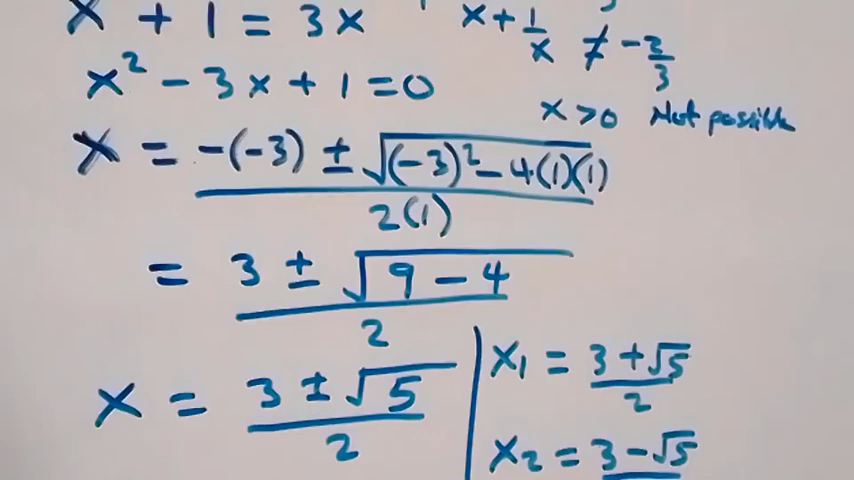 x + 1 = 3x
x + 1/x ≠ -2/3
x² - 3x + 1 = 0
x > 0 Not possible
x = (-(-3) ± √((-3)² - 4·(1)(1))) / 2(1)
= (3 ± √(9 - 4)) / 2
x = (3 ± √5) / 2
x₁ = (3 + √5) / 2
x₂ = 3 - √5